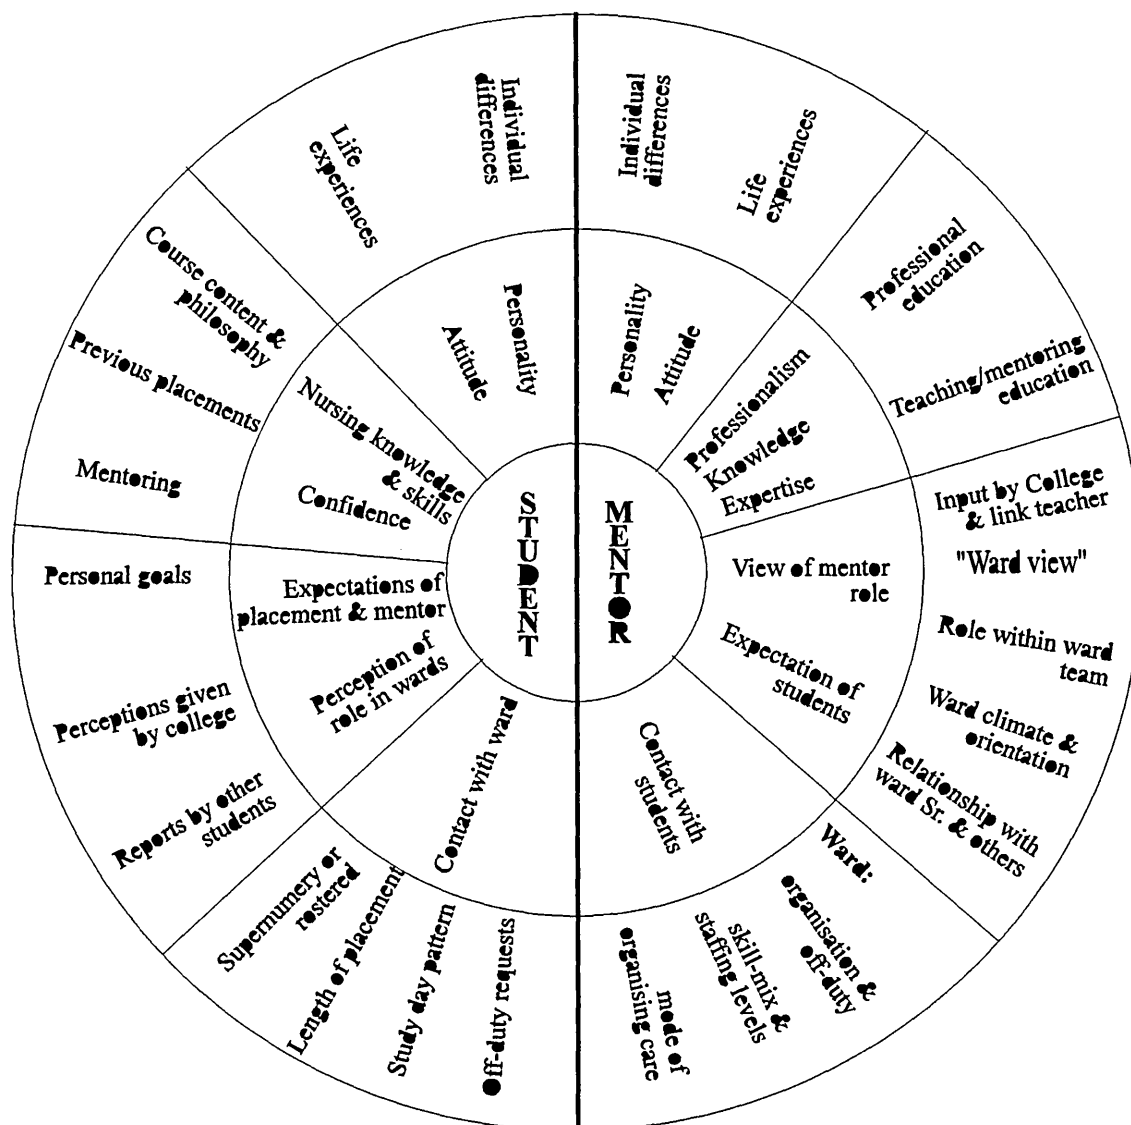 Individual
differences
Life
experiences
Course content &
philosophy
Previous placements
Mentoring
Personal goals
Perceptions given
by college
Reports by other
students
Supernumery or
rostered
Length of placement
Study day pattern
Off-duty requests
Personality
Attitude
Nursing knowledge
& skills
Confidence
Expectations of
placement & mentor
Perception of
role in wards
Contact with ward
STUDENT
MENTOR
Individual
differences
Life
experiences
Professional
education
Teaching/mentoring
education
Input by College
& link teacher
"Ward view"
Role within ward
team
Ward climate &
orientation
Relationship with
ward Sr. & others
Ward:
organisation &
off-duty
skill-mix &
staffing levels
mode of
organising care
Personality
Attitude
Professionalism
Knowledge
Expertise
View of mentor
role
Expectation of
students
Contact with
students